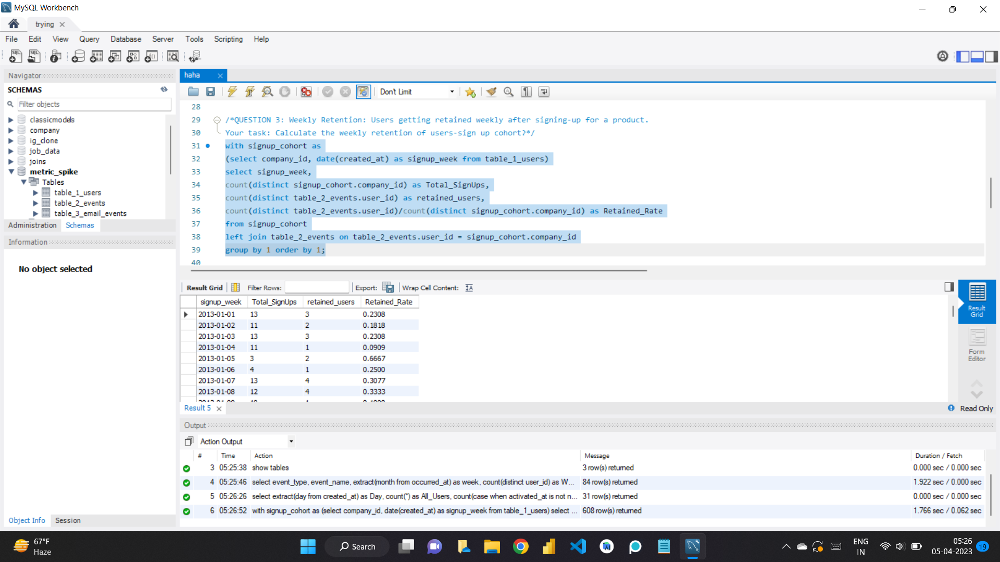 MySQL Workbench
trying
File Edit View Query Database Server Tools Scripting Help
Navigator
SCHEMAS
Filter objects
classicmodels
company
ig_clone
job_data
joins
metric_spike
Tables
table_1_users
table_2_events
table_3_email_events
Administration Schemas
Information
No object selected
Object Info Session
haha
Don't Limit
28
29 /*QUESTION 3: Weekly Retention: Users getting retained weekly after signing-up for a product.
30 Your task: Calculate the weekly retention of users-sign up cohort?*/
31 with signup_cohort as
32 (select company_id, date(created_at) as signup_week from table_1_users)
33 select signup_week,
34 count(distinct signup_cohort.company_id) as Total_SignUps,
35 count(distinct table_2_events.user_id) as retained_users,
36 count(distinct table_2_events.user_id)/count(distinct signup_cohort.company_id) as Retained_Rate
37 from signup_cohort
38 left join table_2_events on table_2_events.user_id = signup_cohort.company_id
39 group by 1 order by 1;
40
Result Grid Filter Rows: Export: Wrap Cell Content:
signup_week Total_SignUps retained_users Retained_Rate
2013-01-01 13 3 0.2308
2013-01-02 11 2 0.1818
2013-01-03 13 3 0.2308
2013-01-04 11 1 0.0909
2013-01-05 3 2 0.6667
2013-01-06 4 1 0.2500
2013-01-07 13 4 0.3077
2013-01-08 12 4 0.3333
Result
Grid
Form
Editor
Result 5
Read Only
Output
Action Output
# Time Action Message Duration / Fetch
3 05:25:38 show tables 3 row(s) returned 0.000 sec / 0.000 sec
4 05:25:46 select event_type, event_name, extract(month from occurred_at) as week, count(distinct user_id) as W... 84 row(s) returned 1.922 sec / 0.000 sec
5 05:26:26 select extract(day from created_at) as Day, count(*) as All_Users, count(case when activated_at is not n... 31 row(s) returned 0.000 sec / 0.000 sec
6 05:26:52 with signup_cohort as (select company_id, date(created_at) as signup_week from table_1_users) select ... 608 row(s) returned 1.766 sec / 0.062 sec
67°F
Haze
Search
ENG
IN
05:26
05-04-2023
19